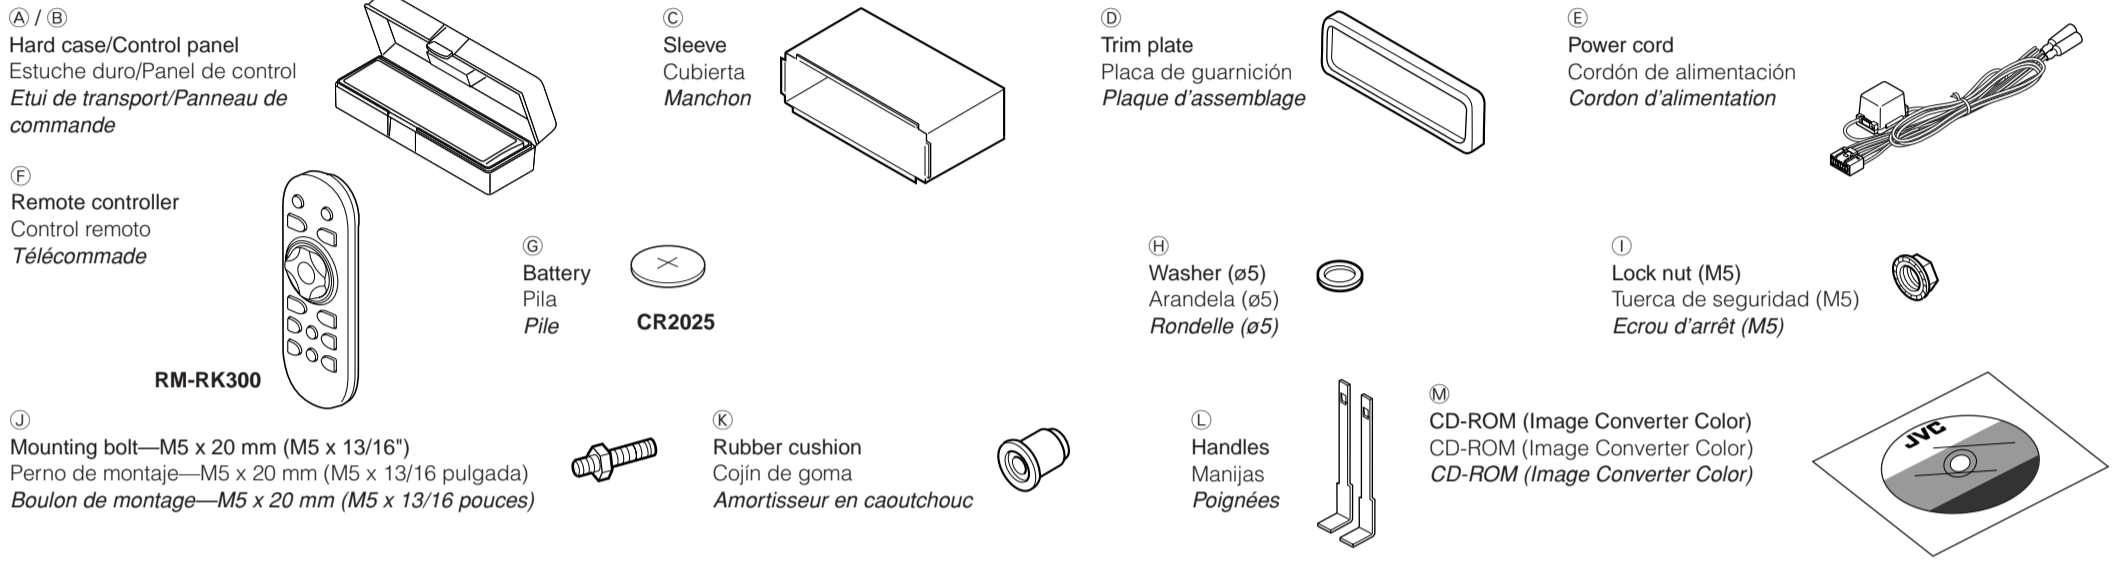 Ⓐ / Ⓑ
Hard case/Control panel
Estuche duro/Panel de control
Etui de transport/Panneau de
commande
Ⓒ
Sleeve
Cubierta
Manchon
Ⓓ
Trim plate
Placa de guarnición
Plaque d’assemblage
Ⓔ
Power cord
Cordón de alimentación
Cordon d’alimentation
Ⓕ
Remote controller
Control remoto
Télécommade
RM-RK300
Ⓖ
Battery
Pila
Pile
CR2025
Ⓗ
Washer (ø5)
Arandela (ø5)
Rondelle (ø5)
Ⓘ
Lock nut (M5)
Tuerca de seguridad (M5)
Ecrou d’arrêt (M5)
Ⓙ
Mounting bolt—M5 x 20 mm (M5 x 13/16")
Perno de montaje—M5 x 20 mm (M5 x 13/16 pulgada)
Boulon de montage—M5 x 20 mm (M5 x 13/16 pouces)
Ⓚ
Rubber cushion
Cojín de goma
Amortisseur en caoutchouc
Ⓛ
Handles
Manijas
Poignées
Ⓜ
CD-ROM (Image Converter Color)
CD-ROM (Image Converter Color)
CD-ROM (Image Converter Color)
JVC